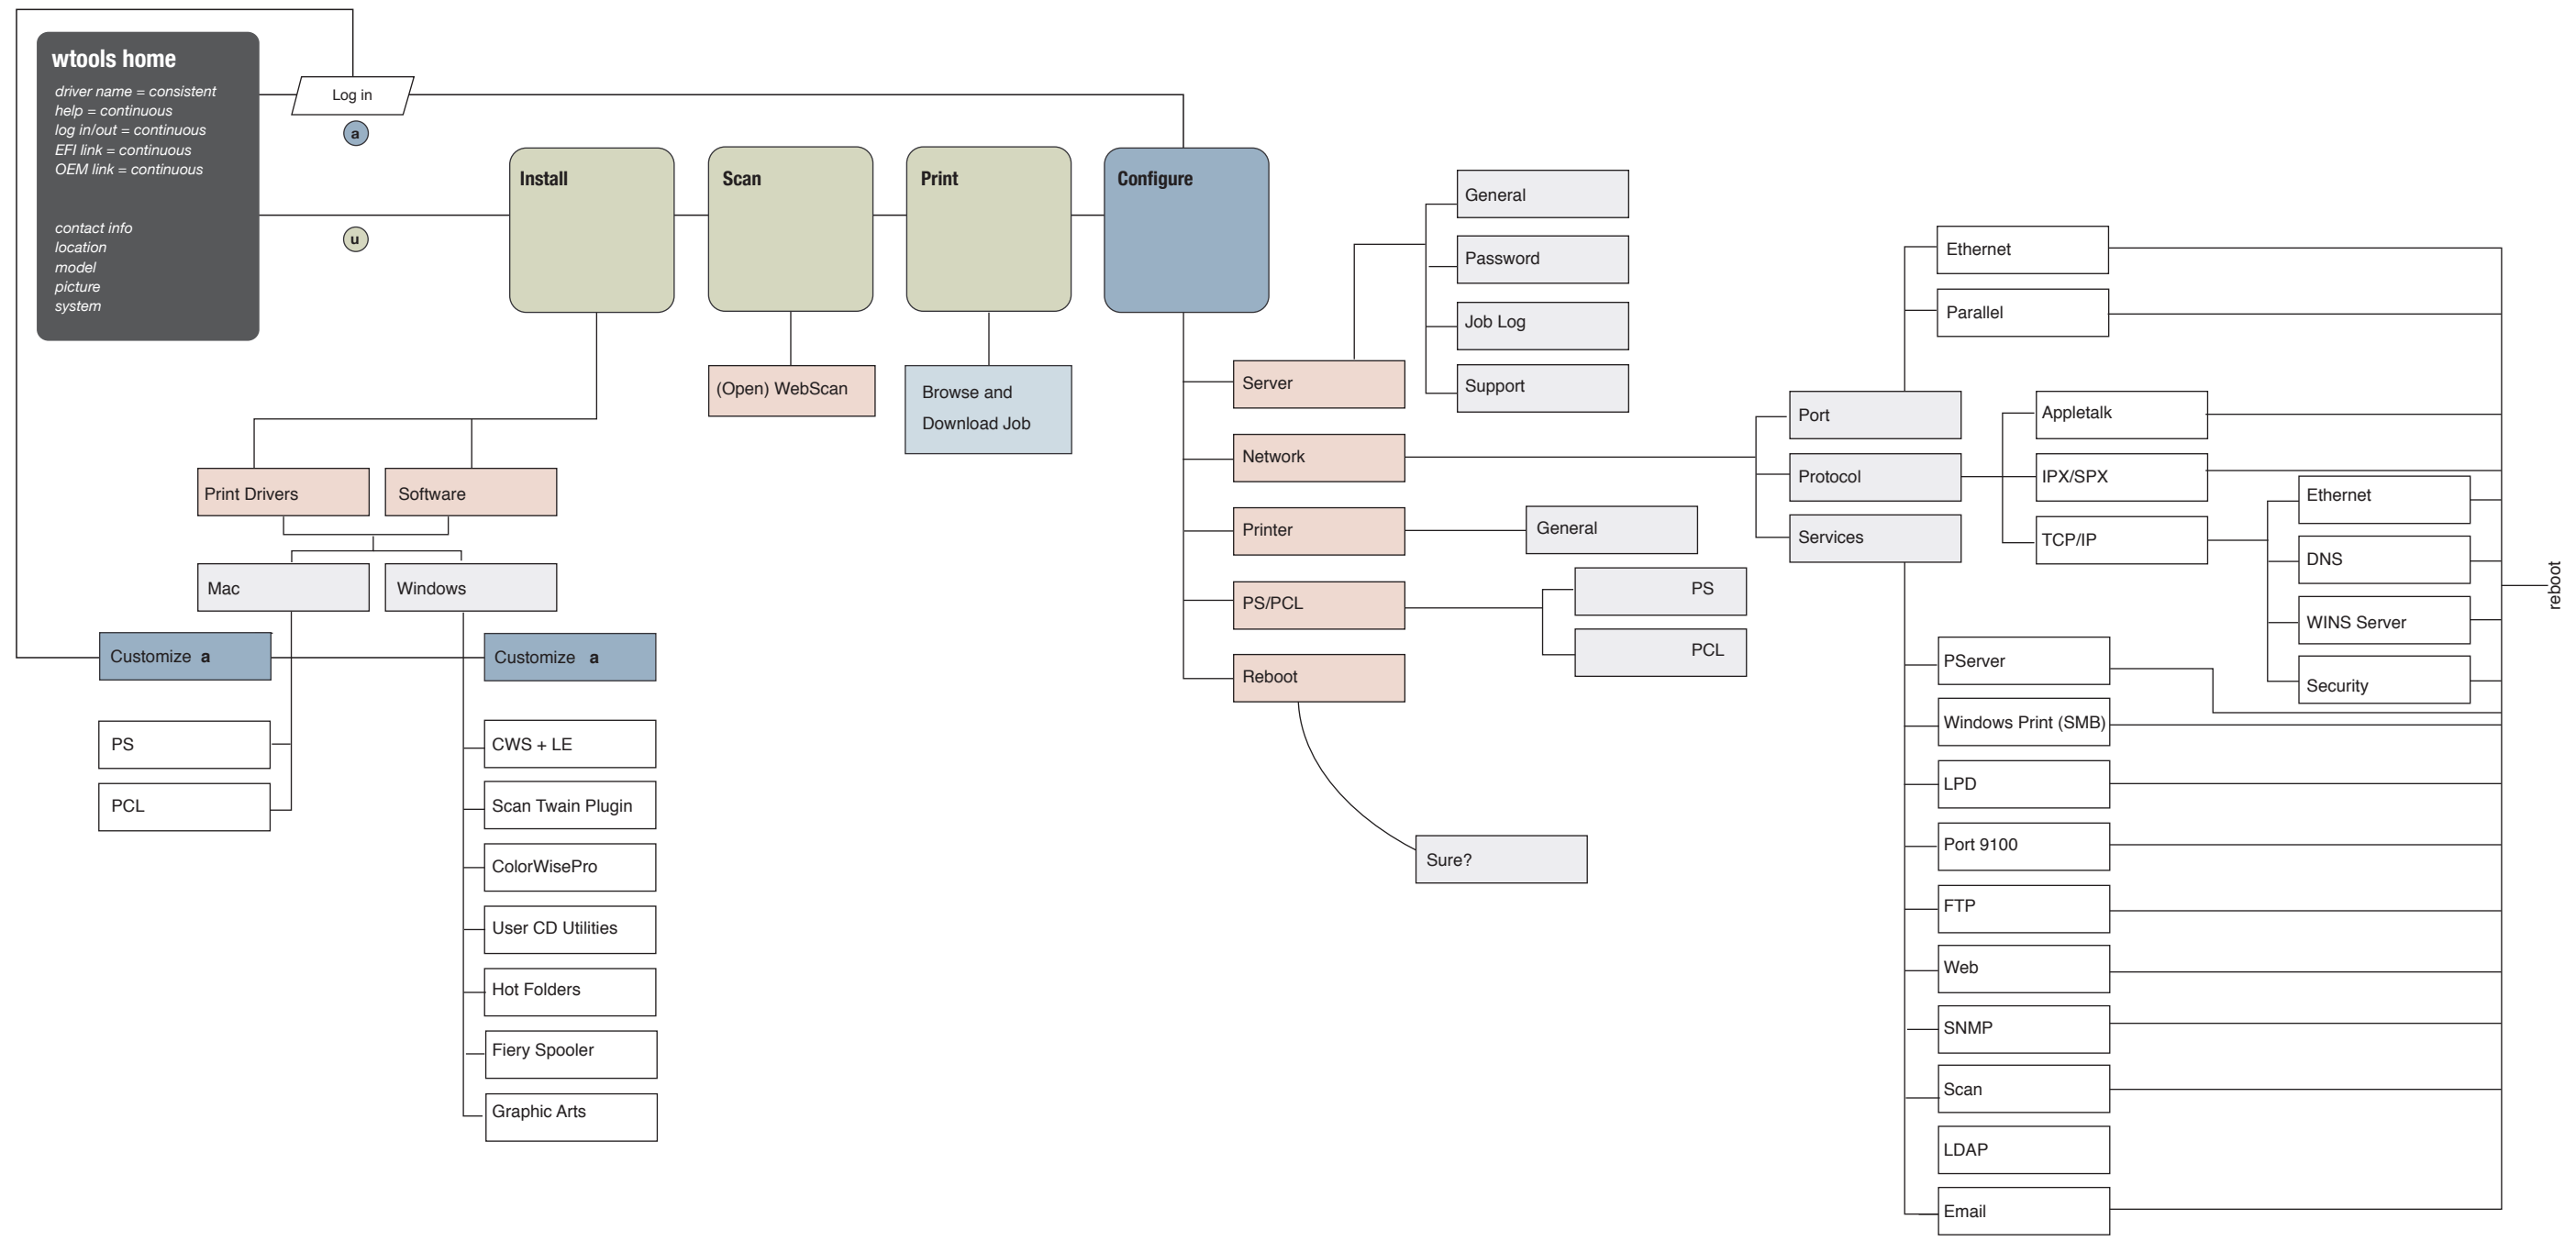 wtools home
driver name = consistent
help = continuous
log in/out = continuous
EFI link = continuous
OEM link = continuous
contact info
location
model
picture
system
Log in
a
u
Install
Scan
Print
Configure
(Open) WebScan
Browse and
Download Job
Print Drivers
Software
Mac
Windows
Customize a
Customize a
PS
PCL
CWS + LE
Scan Twain Plugin
ColorWisePro
User CD Utilities
Hot Folders
Fiery Spooler
Graphic Arts
Server
Network
Printer
PS/PCL
Reboot
General
Password
Job Log
Support
General
PS
PCL
Sure?
Port
Protocol
Services
Ethernet
Parallel
Appletalk
IPX/SPX
TCP/IP
Ethernet
DNS
WINS Server
Security
PServer
Windows Print (SMB)
LPD
Port 9100
FTP
Web
SNMP
Scan
LDAP
Email
reboot